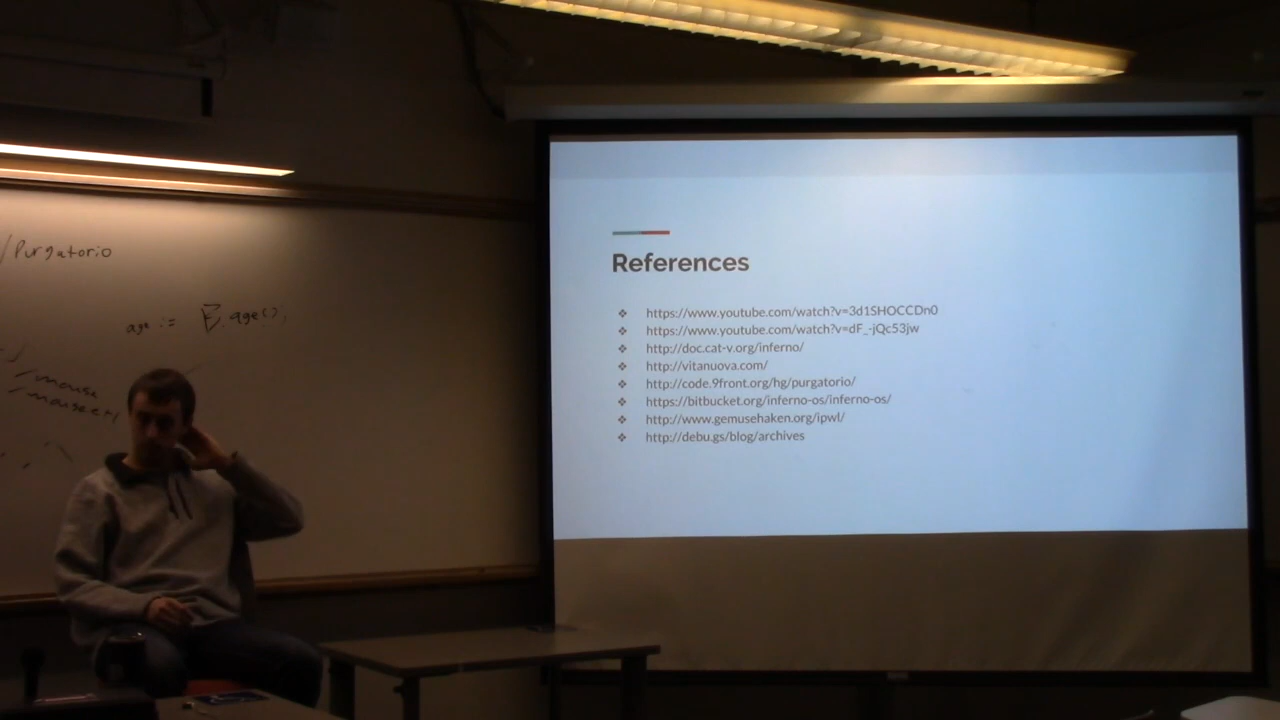 /Purgatorio
age := E.age();
/mouse
/mousectl
References
❖ https://www.youtube.com/watch?v=3d1SHOCCDn0
❖ https://www.youtube.com/watch?v=dF_-jQc53jw
❖ http://doc.cat-v.org/inferno/
❖ http://vitanuova.com/
❖ http://code.9front.org/hg/purgatorio/
❖ https://bitbucket.org/inferno-os/inferno-os/
❖ http://www.gemusehaken.org/ipwl/
❖ http://debu.gs/blog/archives